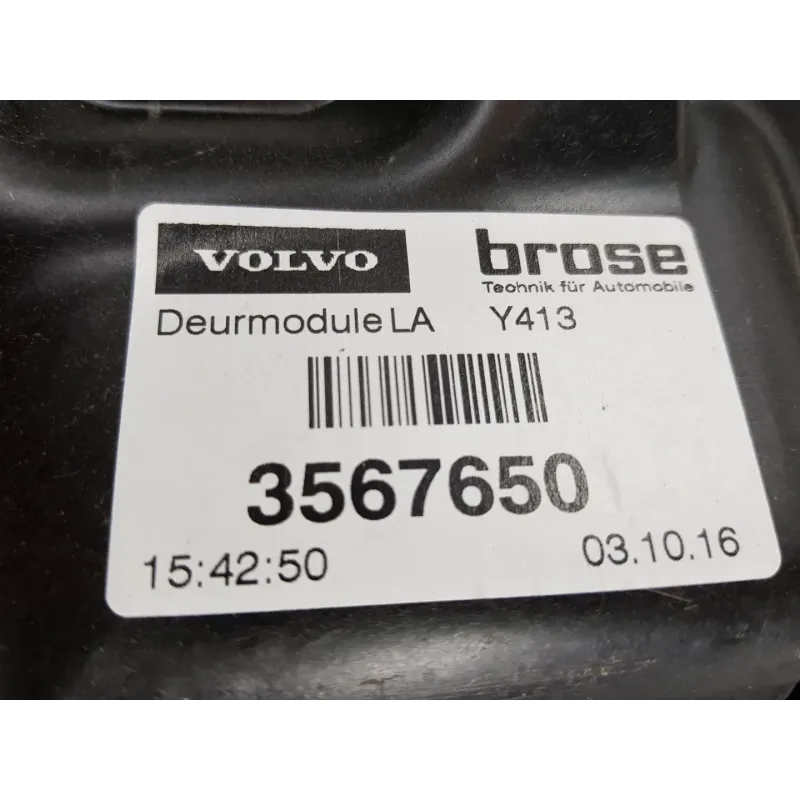 VOLVO brose
Technik für Automobile
Deurmodule LA Y413
3567650
15:42:50 03.10.16